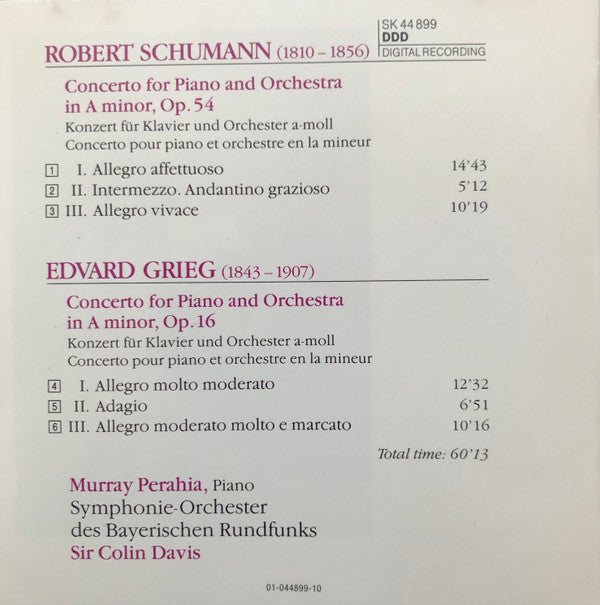 SK 44 899
DDD
DIGITAL RECORDING
ROBERT SCHUMANN (1810 – 1856)
Concerto for Piano and Orchestra
in A minor, Op. 54
Konzert für Klavier und Orchester a-moll
Concerto pour piano et orchestre en la mineur
1 I. Allegro affettuoso 14'43
2 II. Intermezzo. Andantino grazioso 5'12
3 III. Allegro vivace 10'19
EDVARD GRIEG (1843 – 1907)
Concerto for Piano and Orchestra
in A minor, Op. 16
Konzert für Klavier und Orchester a-moll
Concerto pour piano et orchestre en la mineur
4 I. Allegro molto moderato 12'32
5 II. Adagio 6'51
6 III. Allegro moderato molto e marcato 10'16
Total time: 60'13
Murray Perahia, Piano
Symphonie-Orchester
des Bayerischen Rundfunks
Sir Colin Davis
01-044899-10